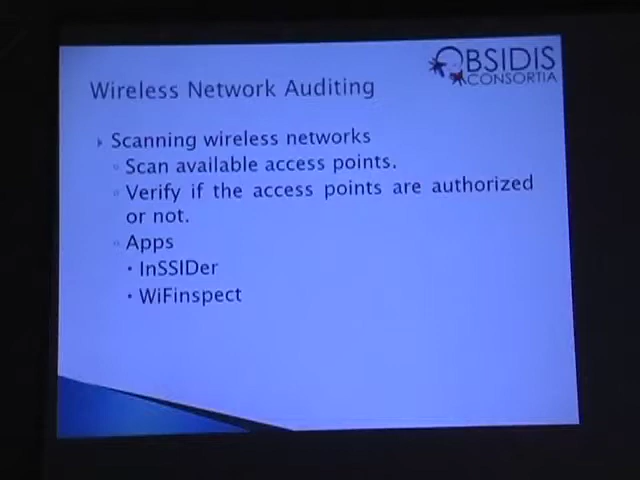 OBSIDIS
CONSORTIA
Wireless Network Auditing
Scanning wireless networks
Scan available access points.
Verify if the access points are authorized
or not.
Apps
InSSIDer
WiFinspect